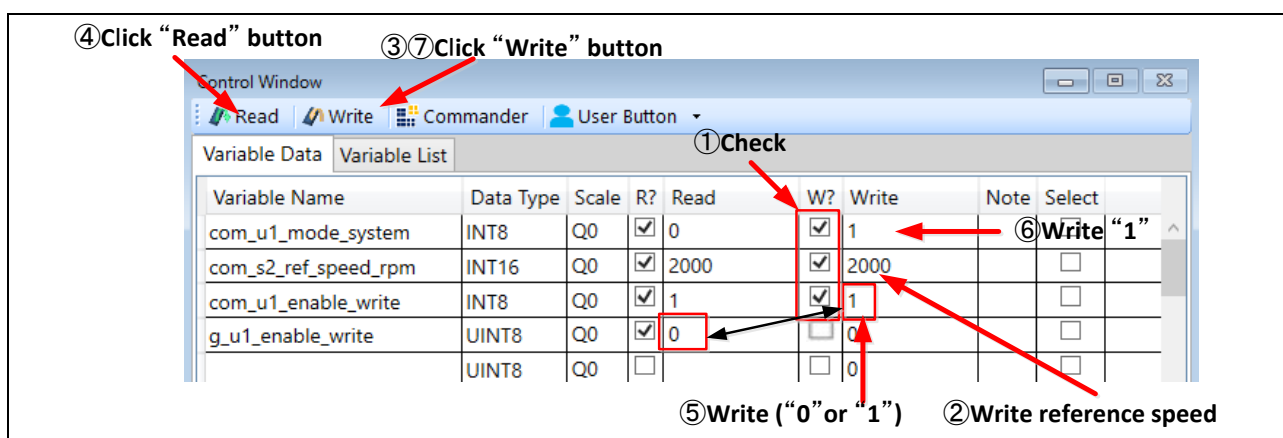 ④Click “Read” button
③⑦Click “Write” button
Control Window
Read Write Commander User Button
①Check
Variable Data Variable List
Variable Name Data Type Scale R? Read W? Write Note Select
com_u1_mode_system INT8 Q0 0 1
⑥Write “1”
com_s2_ref_speed_rpm INT16 Q0 2000 2000
com_u1_enable_write INT8 Q0 1 1
g_u1_enable_write UINT8 Q0 0 0
UINT8 Q0 0
⑤Write (“0”or “1”) ②Write reference speed